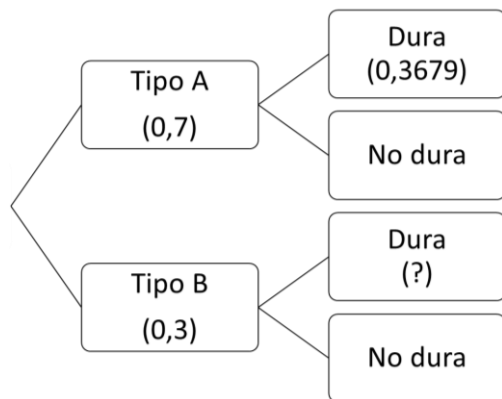 Tipo A
(0,7)
Dura
(0,3679)
No dura
Tipo B
(0,3)
Dura
(?)
No dura